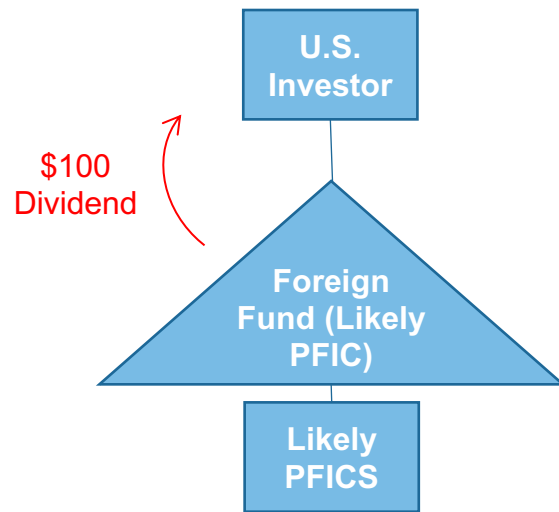 U.S.
Investor
$100
Dividend
Foreign
Fund (Likely
PFIC)
Likely
PFICS